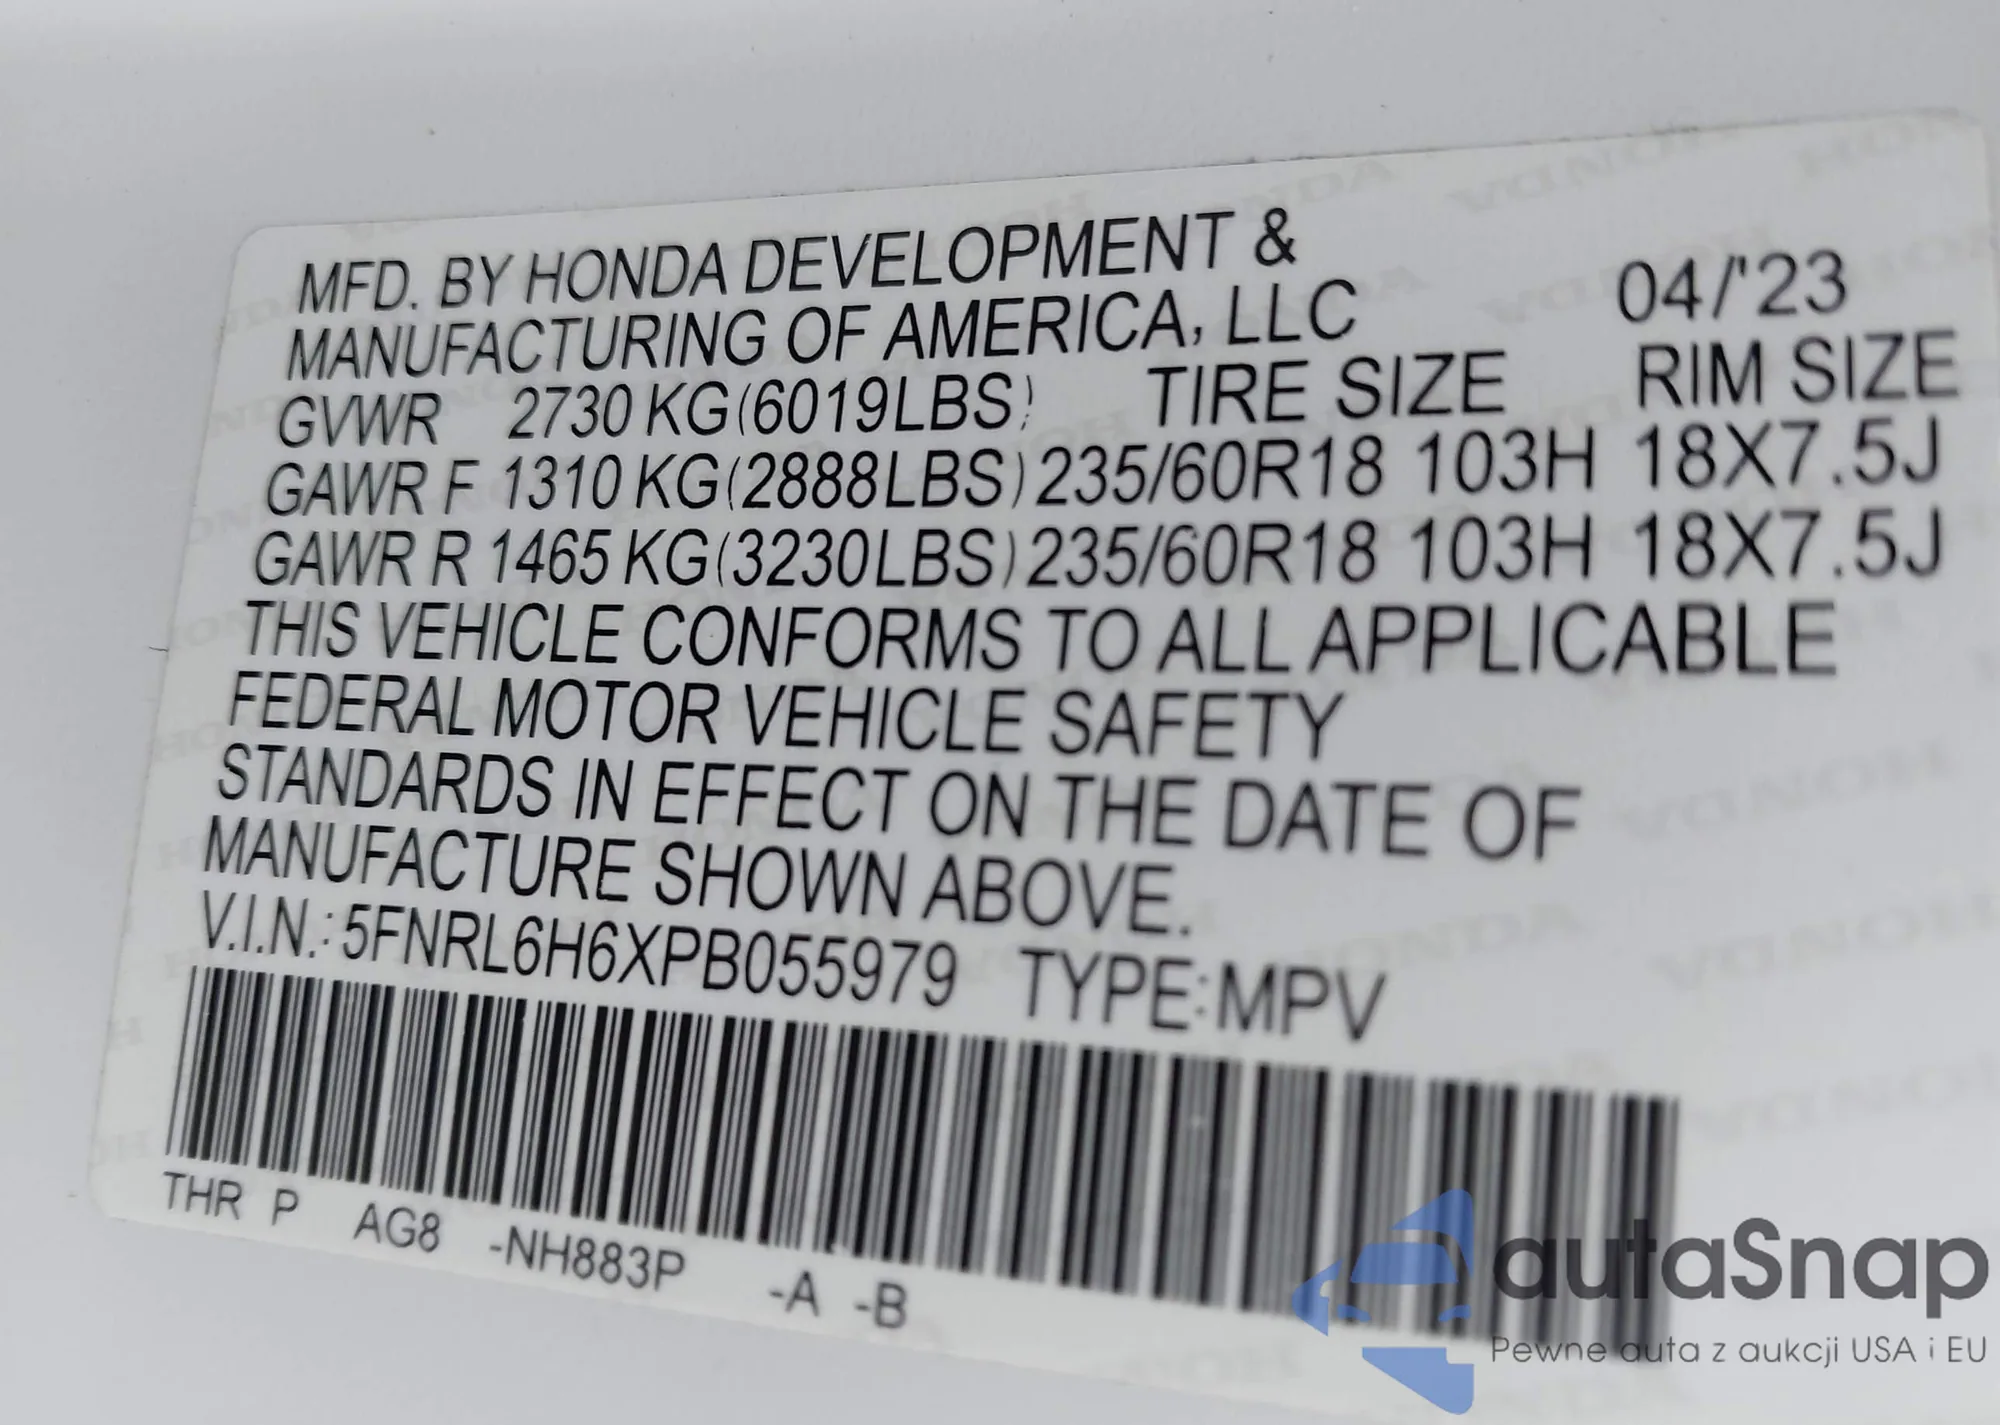 MFD. BY HONDA DEVELOPMENT &
MANUFACTURING OF AMERICA, LLC 04/'23
GVWR 2730 KG(6019LBS) TIRE SIZE RIM SIZE
GAWR F 1310 KG(2888LBS) 235/60R18 103H 18X7.5J
GAWR R 1465 KG(3230LBS) 235/60R18 103H 18X7.5J
THIS VEHICLE CONFORMS TO ALL APPLICABLE
FEDERAL MOTOR VEHICLE SAFETY
STANDARDS IN EFFECT ON THE DATE OF
MANUFACTURE SHOWN ABOVE.
V.I.N.: 5FNRL6H6XPB055979 TYPE:MPV
THR P AG8 -NH883P -A -B
autaSnap
Pewne auta z aukcji USA i EU